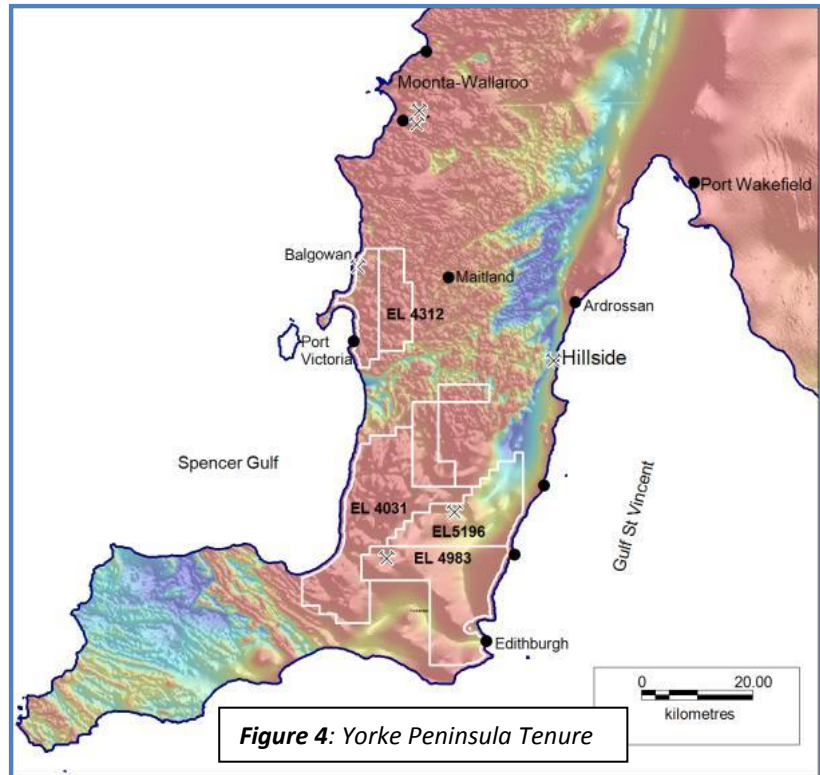 Moonta-Wallaroo
Port Wakefield
Balgowan
Maitland
EL 4312
Ardrossan
Port
Victoria
Hillside
Spencer Gulf
Gulf St Vincent
EL 4031
EL5196
EL 4983
Edithburgh
0 20.00
kilometres
Figure 4: Yorke Peninsula Tenure